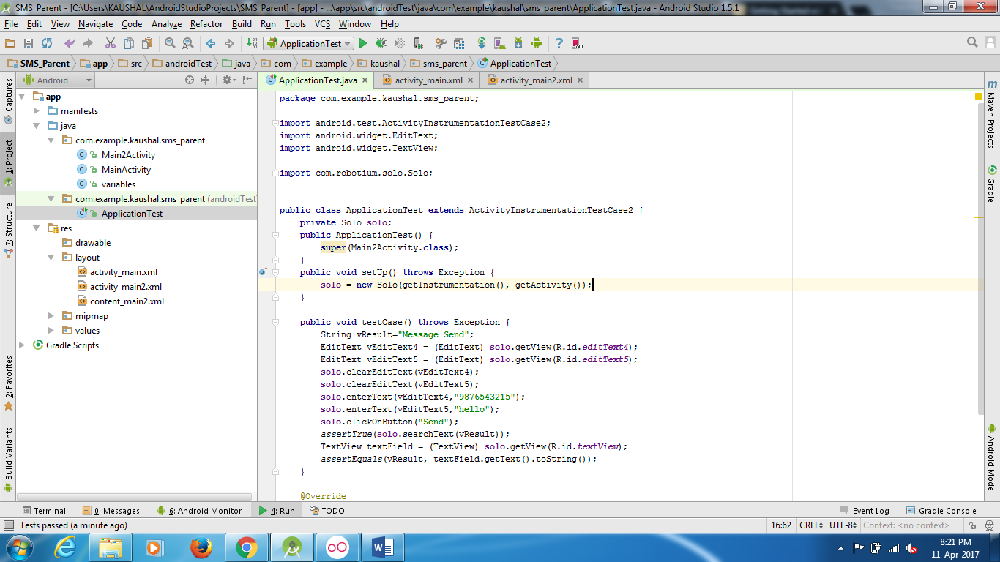 SMS_Parent - [C:\Users\KAUSHAL\AndroidStudioProjects\SMS_Parent] - [app] - ...\app\src\androidTest\java\com\example\kaushal\sms_parent\ApplicationTest.java - Android Studio 1.5.1
File Edit View Navigate Code Analyze Refactor Build Run Tools VCS Window Help
ApplicationTest
SMS_Parent app src androidTest java com example kaushal sms_parent ApplicationTest
Android
ApplicationTest.java activity_main.xml activity_main2.xml
Captures
1: Project
7: Structure
2: Favorites
Build Variants
app
manifests
java
com.example.kaushal.sms_parent
Main2Activity
MainActivity
variables
com.example.kaushal.sms_parent (androidTest
ApplicationTest
res
drawable
layout
activity_main.xml
activity_main2.xml
content_main2.xml
mipmap
values
Gradle Scripts
package com.example.kaushal.sms_parent;
import android.test.ActivityInstrumentationTestCase2;
import android.widget.EditText;
import android.widget.TextView;
import com.robotium.solo.Solo;
public class ApplicationTest extends ActivityInstrumentationTestCase2 {
private Solo solo;
public ApplicationTest() {
super(Main2Activity.class);
}
public void setUp() throws Exception {
solo = new Solo(getInstrumentation(), getActivity());
}
public void testCase() throws Exception {
String vResult="Message Send";
EditText vEditText4 = (EditText) solo.getView(R.id.editText4);
EditText vEditText5 = (EditText) solo.getView(R.id.editText5);
solo.clearEditText(vEditText4);
solo.clearEditText(vEditText5);
solo.enterText(vEditText4,"9876543215");
solo.enterText(vEditText5,"hello");
solo.clickOnButton("Send");
assertTrue(solo.searchText(vResult));
TextView textField = (TextView) solo.getView(R.id.textView);
assertEquals(vResult, textField.getText().toString());
}
@Override
m Maven Projects
Gradle
Android Model
Terminal 0: Messages 6: Android Monitor 4: Run TODO Event Log Gradle Console
Tests passed (a minute ago) 16:62 CRLF UTF-8 Context: <no context>
8:21 PM
11-Apr-2017